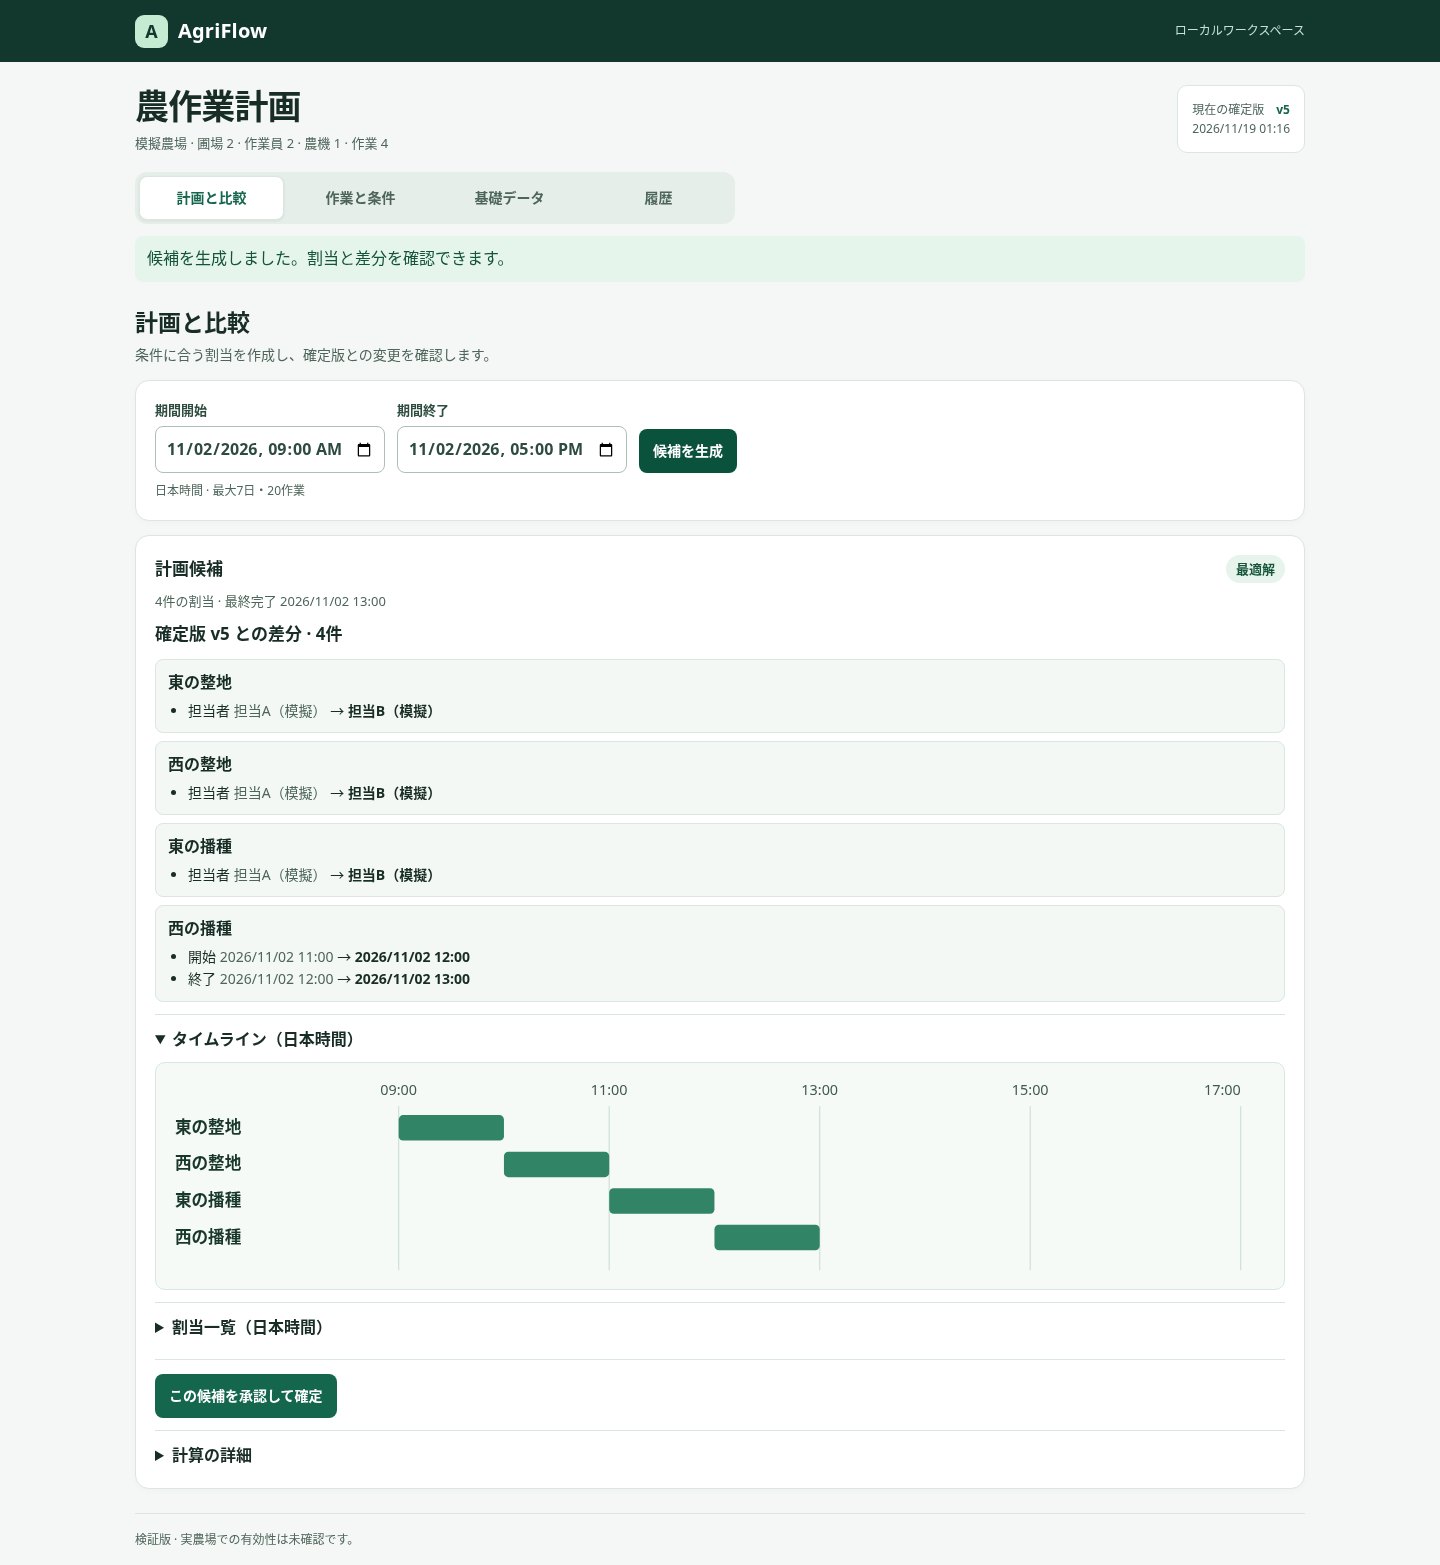 A AgriFlow
ローカルワークスペース
農作業計画
模擬農場 · 圃場 2 · 作業員 2 · 農機 1 · 作業 4
現在の確定版 v5
2026/11/19 01:16
計画と比較
作業と条件
基礎データ
履歴
候補を生成しました。割当と差分を確認できます。
計画と比較
条件に合う割当を作成し、確定版との変更を確認します。
期間開始
期間終了
11/02/2026, 09:00 AM
11/02/2026, 05:00 PM
候補を生成
日本時間 · 最大7日・20作業
計画候補
最適解
4件の割当 · 最終完了 2026/11/02 13:00
確定版 v5 との差分 · 4件
東の整地
担当者 担当A（模擬） → 担当B（模擬）
西の整地
担当者 担当A（模擬） → 担当B（模擬）
東の播種
担当者 担当A（模擬） → 担当B（模擬）
西の播種
開始 2026/11/02 11:00 → 2026/11/02 12:00
終了 2026/11/02 12:00 → 2026/11/02 13:00
タイムライン（日本時間）
09:00 11:00 13:00 15:00 17:00
東の整地
西の整地
東の播種
西の播種
割当一覧（日本時間）
この候補を承認して確定
計算の詳細
検証版 · 実農場での有効性は未確認です。